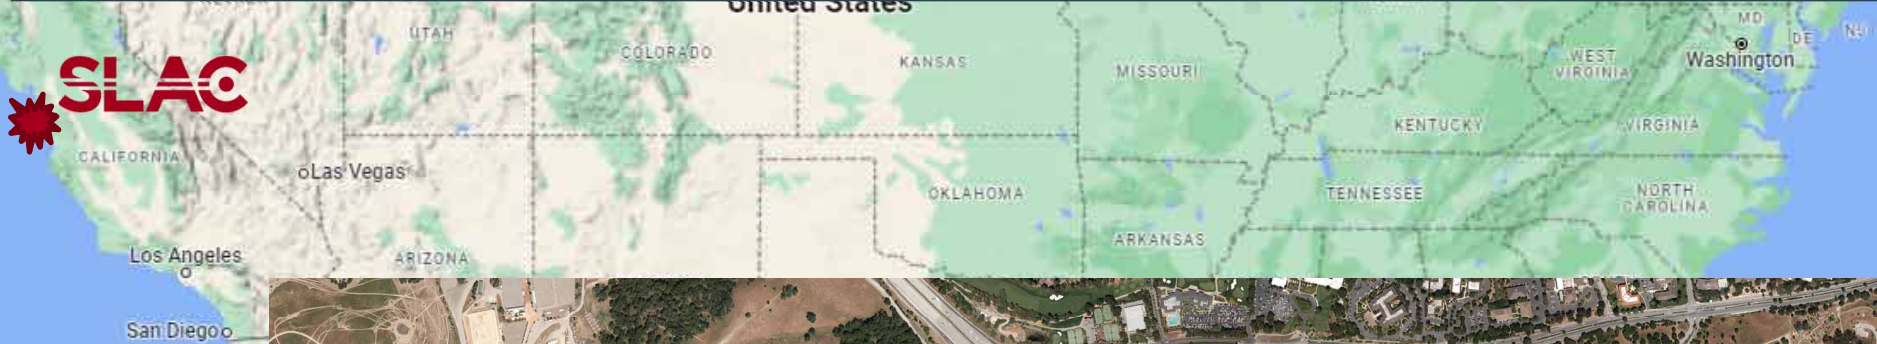 United States
UTAH
COLORADO
KANSAS
MISSOURI
WEST
VIRGINIA
MD
DE
NJ
Washington
SLAC
CALIFORNIA
Las Vegas
KENTUCKY
VIRGINIA
OKLAHOMA
TENNESSEE
NORTH
CAROLINA
Los Angeles
ARIZONA
ARKANSAS
San Diego